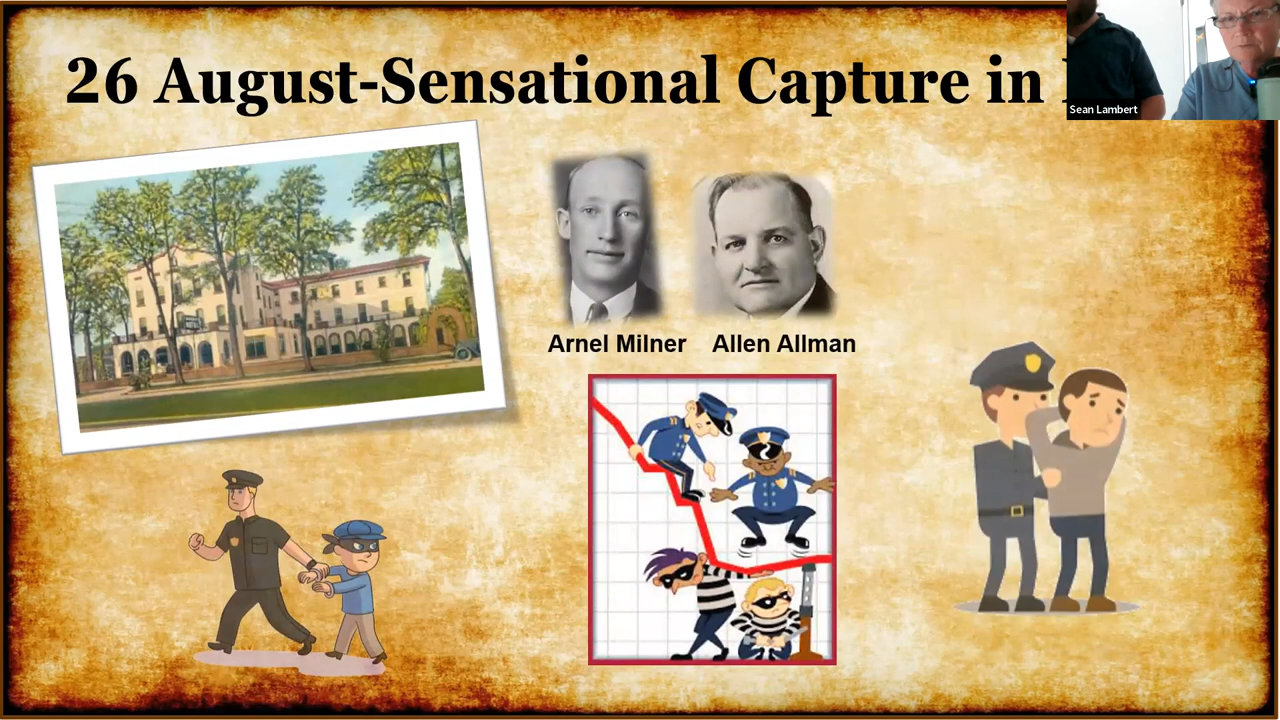 26 August-Sensational Capture in
Sean Lambert
Arnel Milner
Allen Allman